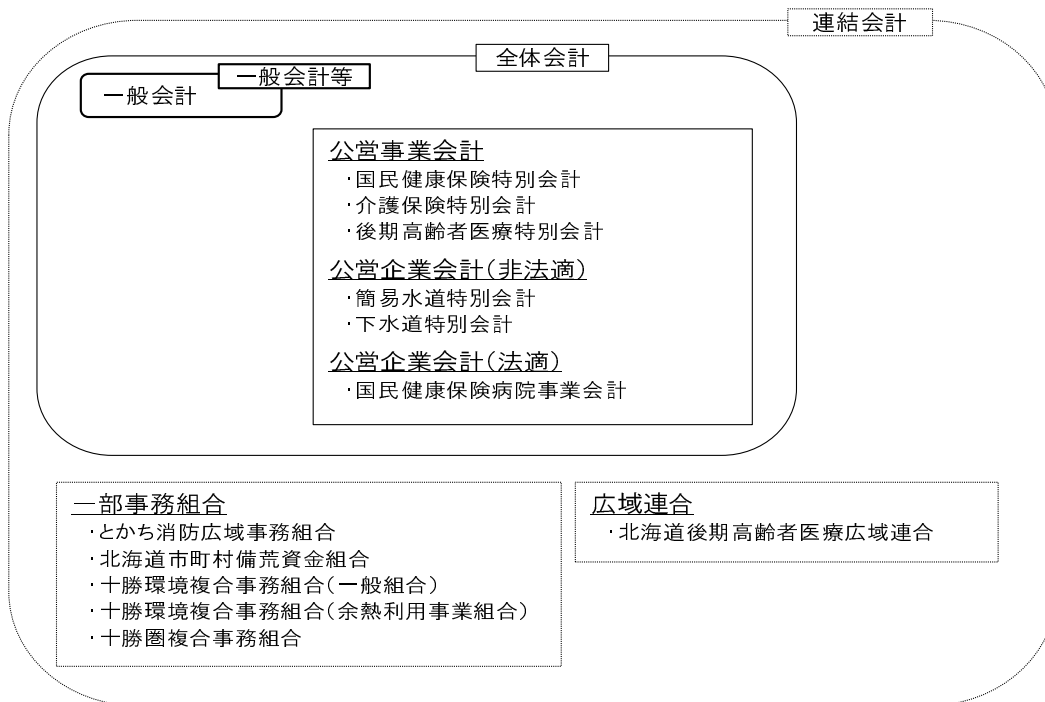 連結会計
全体会計
一般会計等
一般会計
公営事業会計
・国民健康保険特別会計
・介護保険特別会計
・後期高齢者医療特別会計
公営企業会計(非法適)
・簡易水道特別会計
・下水道特別会計
公営企業会計(法適)
・国民健康保険病院事業会計
一部事務組合
・とかち消防広域事務組合
・北海道市町村備荒資金組合
・十勝環境複合事務組合(一般組合)
・十勝環境複合事務組合(余熱利用事業組合)
・十勝圏複合事務組合
広域連合
・北海道後期高齢者医療広域連合